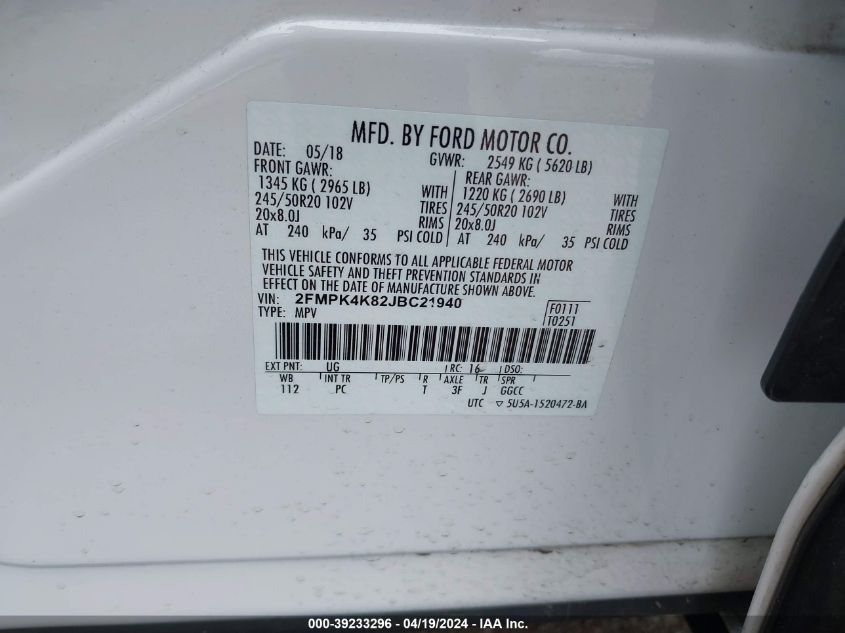 MFD. BY FORD MOTOR CO.
DATE: 05/18 GVWR: 2549 KG ( 5620 LB)
FRONT GAWR: REAR GAWR:
1345 KG ( 2965 LB) WITH 1220 KG ( 2690 LB) WITH
245/50R20 102V TIRES 245/50R20 102V TIRES
20x8.0J RIMS 20x8.0J RIMS
AT 240 kPa/ 35 PSI COLD AT 240 kPa/ 35 PSI COLD
THIS VEHICLE CONFORMS TO ALL APPLICABLE FEDERAL MOTOR
VEHICLE SAFETY AND THEFT PREVENTION STANDARDS IN
EFFECT ON THE DATE OF MANUFACTURE SHOWN ABOVE.
VIN: 2FMPK4K82JBC21940 F0111
TYPE: MPV T0251
EXT PNT: UG RC: 16 DSO:
WB INT TR TP/PS R AXLE TR SPR
112 PC T 3F J GGCC
UTC ▽ 5U5A-1520472-BA
000-39233296 - 04/19/2024 - IAA Inc.